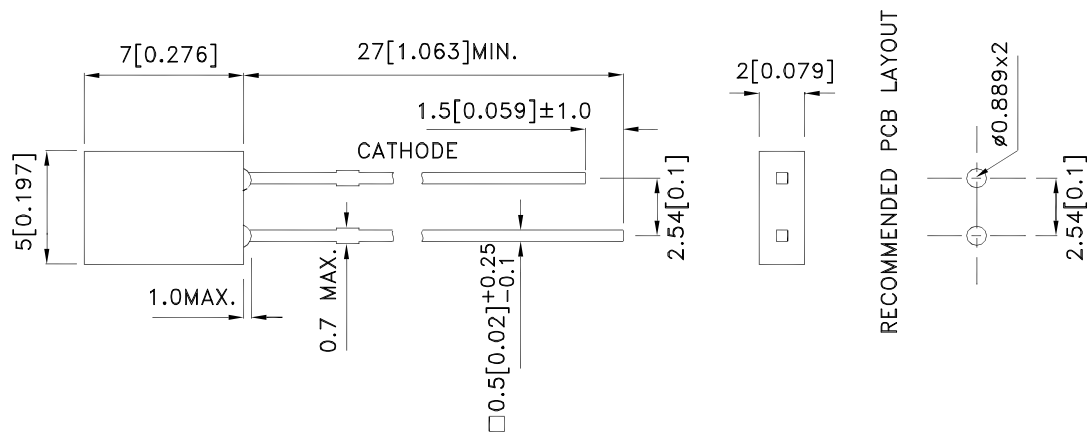 7[0.276]
27[1.063]MIN.
2[0.079]
1.5[0.059]±1.0
CATHODE
5[0.197]
1.0MAX.
0.7 MAX.
□0.5[0.02]+0.25
-0.1
2.54[0.1]
RECOMMENDED PCB LAYOUT
ø0.889x2
2.54[0.1]